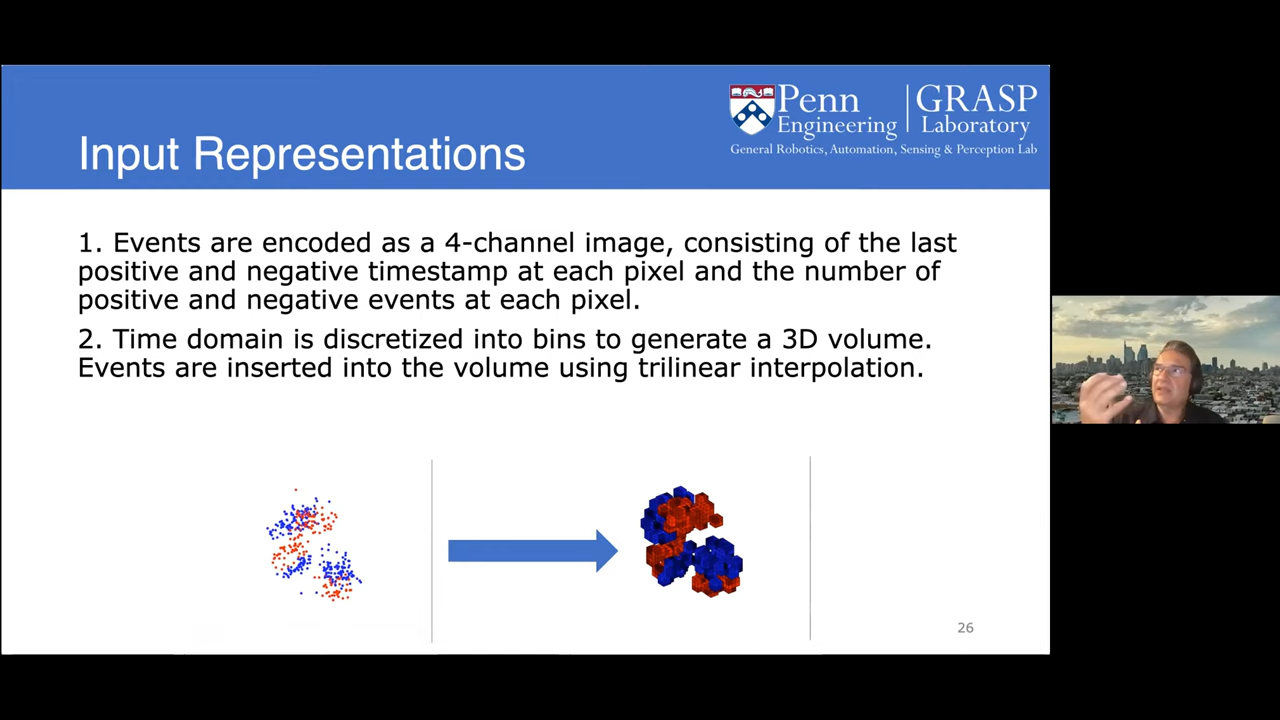 Penn
Engineering
GRASP
Laboratory
General Robotics, Automation, Sensing & Perception Lab
Input Representations
1. Events are encoded as a 4-channel image, consisting of the last
positive and negative timestamp at each pixel and the number of
positive and negative events at each pixel.
2. Time domain is discretized into bins to generate a 3D volume.
Events are inserted into the volume using trilinear interpolation.
26